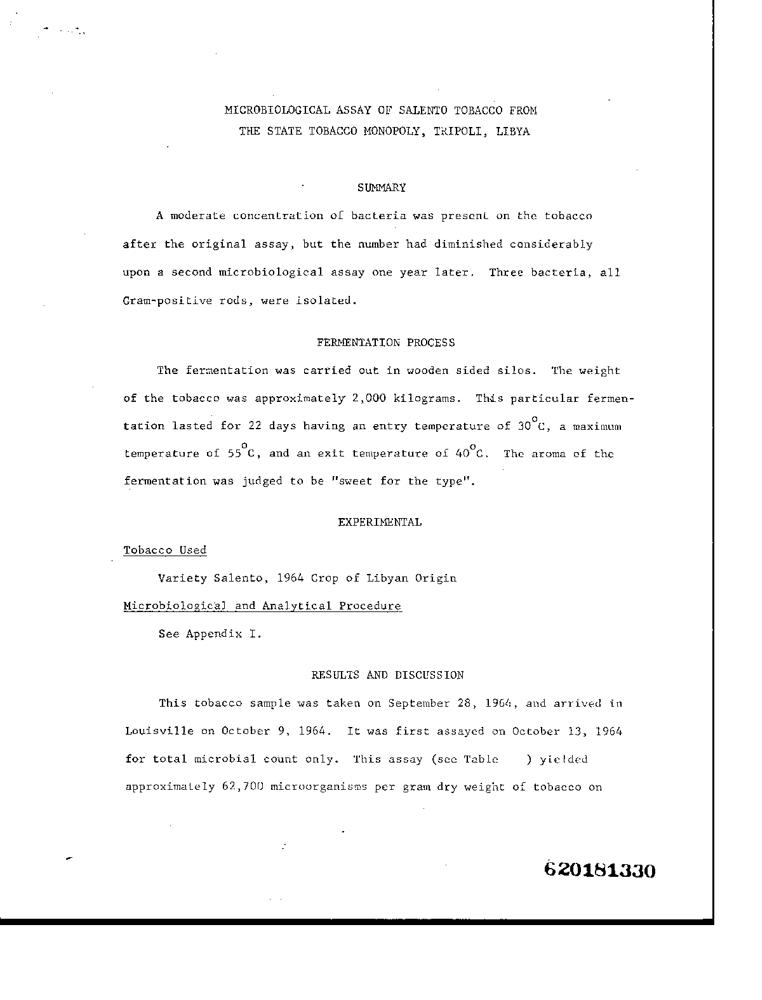 MICROBIOLOGICAL ASSAY OF SALENTO TOBACCO FROM
THE STATE TOBACCO MONOPOLY, TRIPOLI, LIBYA
SUMMARY
A moderate concentration of bacteria was present on the tobacco
after the original assay, but the number had diminished considerably
upon a second microbiological assay one year later. Three bacteria, all
Gram-positive rods, were isolated.
FERMENTATION PROCESS
The fermentation was carried out in wooden sided silos. The weight
of the tobacco was approximately 2,000 kilograms. This particular fermen-
tation lasted for 22 days having an entry temperature of 30°C, a maximum
temperature of 55°C, and an exit temperature of 40°C. The aroma of the
fermentation was judged to be "sweet for the type".
EXPERIMENTAL
Tobacco Used
Variety Salento, 1964 Crop of Libyan Origin
Microbiological and Analytical Procedure
See Appendix I.
RESULTS AND DISCUSSION
This tobacco sample was taken on September 28, 1964, and arrived in
Louisville on October 9, 1964. It was first assayed on October 13, 1964
for total microbial count only. This assay (see Table ) yielded
approximately 62,700 microorganisms per gram dry weight of tobacco on
620181330